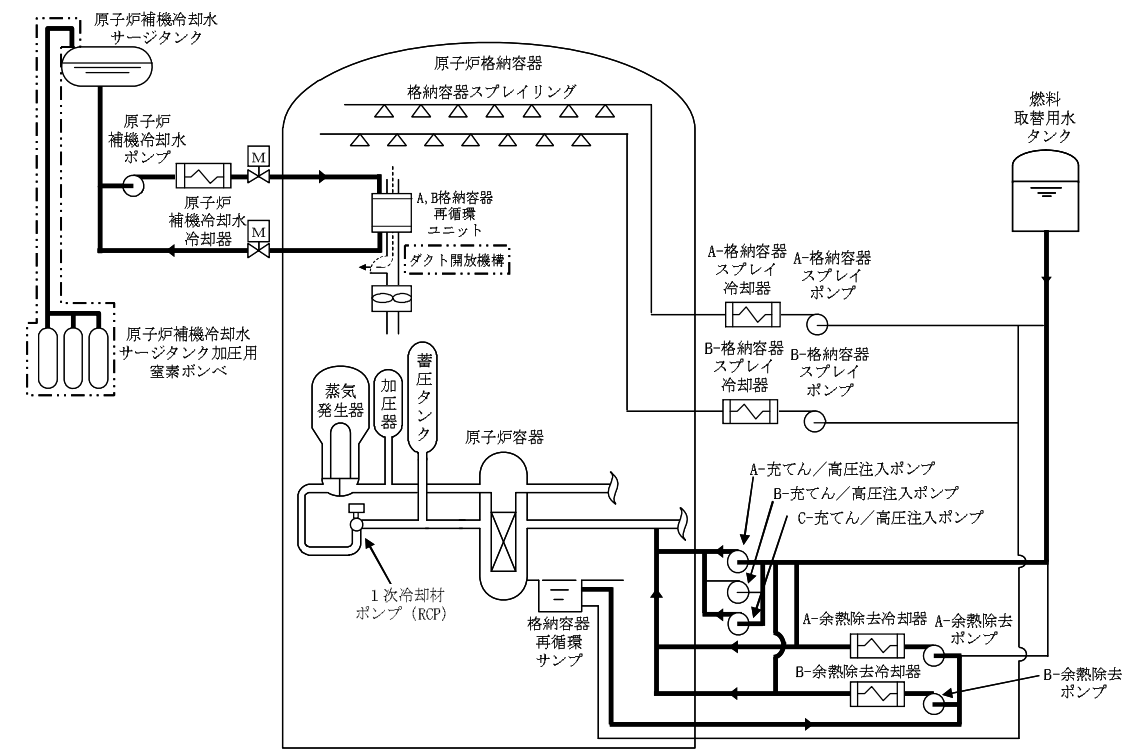 原子炉補機冷却水
サージタンク
原子炉格納容器
格納容器スプレイリング
燃料
取替用水
タンク
原子炉
補機冷却水
ポンプ
M
原子炉
補機冷却水
冷却器
M
A,B格納容器
再循環
ユニット
ダクト開放機構
A-格納容器
スプレイ
冷却器
A-格納容器
スプレイ
ポンプ
原子炉補機冷却水
サージタンク加圧用
窒素ボンベ
B-格納容器
スプレイ
冷却器
B-格納容器
スプレイ
ポンプ
蒸気
発生器
加圧器
蓄圧タンク
原子炉容器
A-充てん／高圧注入ポンプ
B-充てん／高圧注入ポンプ
C-充てん／高圧注入ポンプ
1次冷却材
ポンプ（RCP）
格納容器
再循環
サンプ
A-余熱除去冷却器
A-余熱除去
ポンプ
B-余熱除去冷却器
B-余熱除去
ポンプ